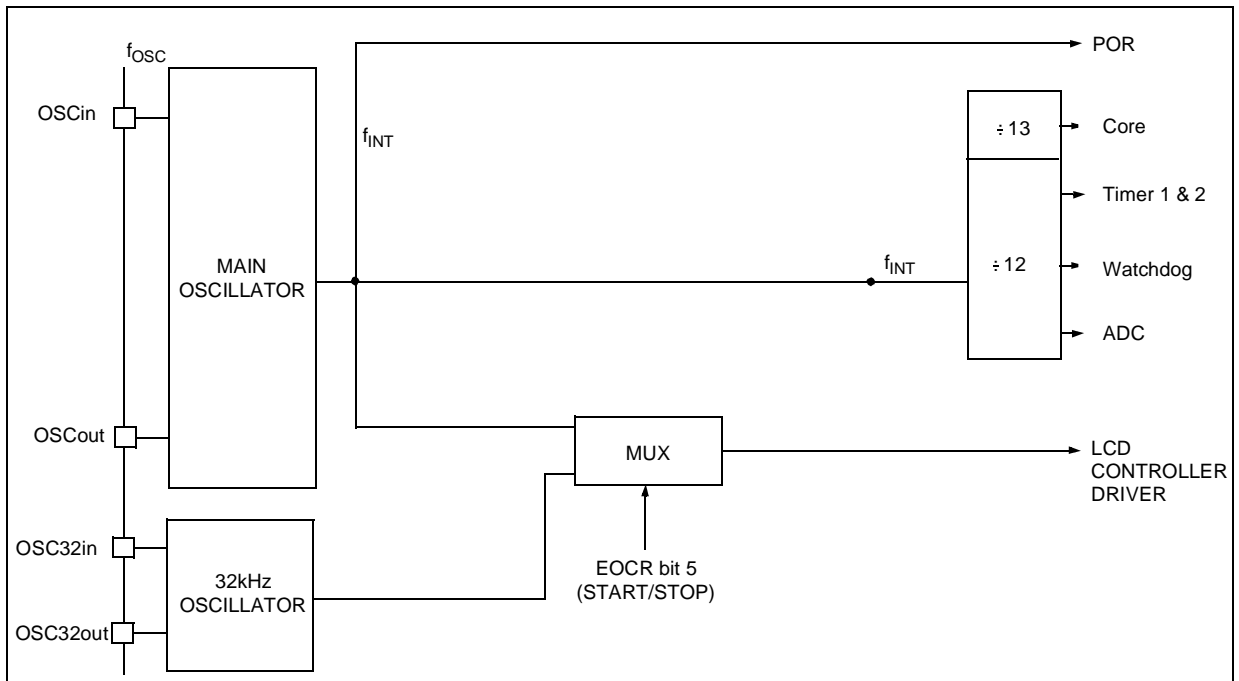 fOSC
POR
OSCin
÷13
Core
fINT
Timer 1 & 2
MAIN
OSCILLATOR
fINT
÷12
Watchdog
ADC
OSCout
MUX
LCD
CONTROLLER
DRIVER
OSC32in
EOCR bit 5
(START/STOP)
32kHz
OSCILLATOR
OSC32out